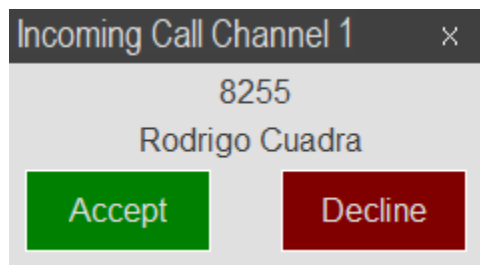 Incoming Call Channel 1 x
8255
Rodrigo Cuadra
Accept Decline